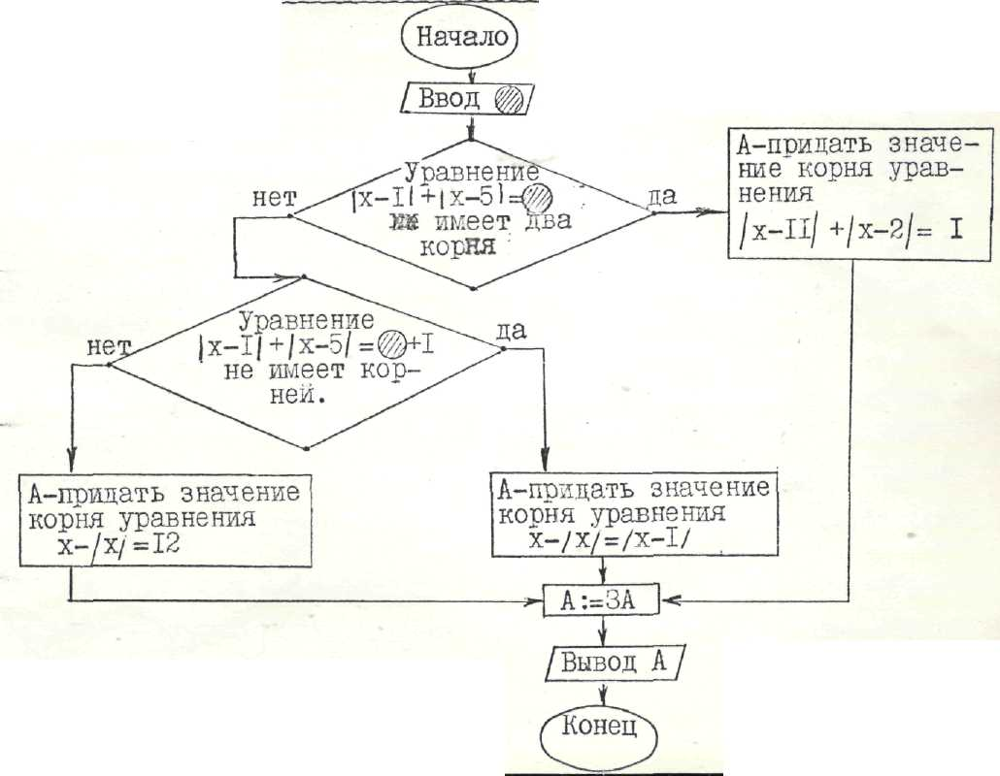 Начало
Ввод
Уравнение
|x-I|+|x-5|=
имеет два
корня
нет
да
А-придать значе-
ние корня урав-
нения
/x-II/ +/x-2/= I
Уравнение
|x-I|+/x-5/ = +I
не имеет кор-
ней.
нет
да
А-придать значение
корня уравнения
x-/x/=I2
А-придать значение
корня уравнения
x-/x/=/x-I/
А:=3А
Вывод А
Конец